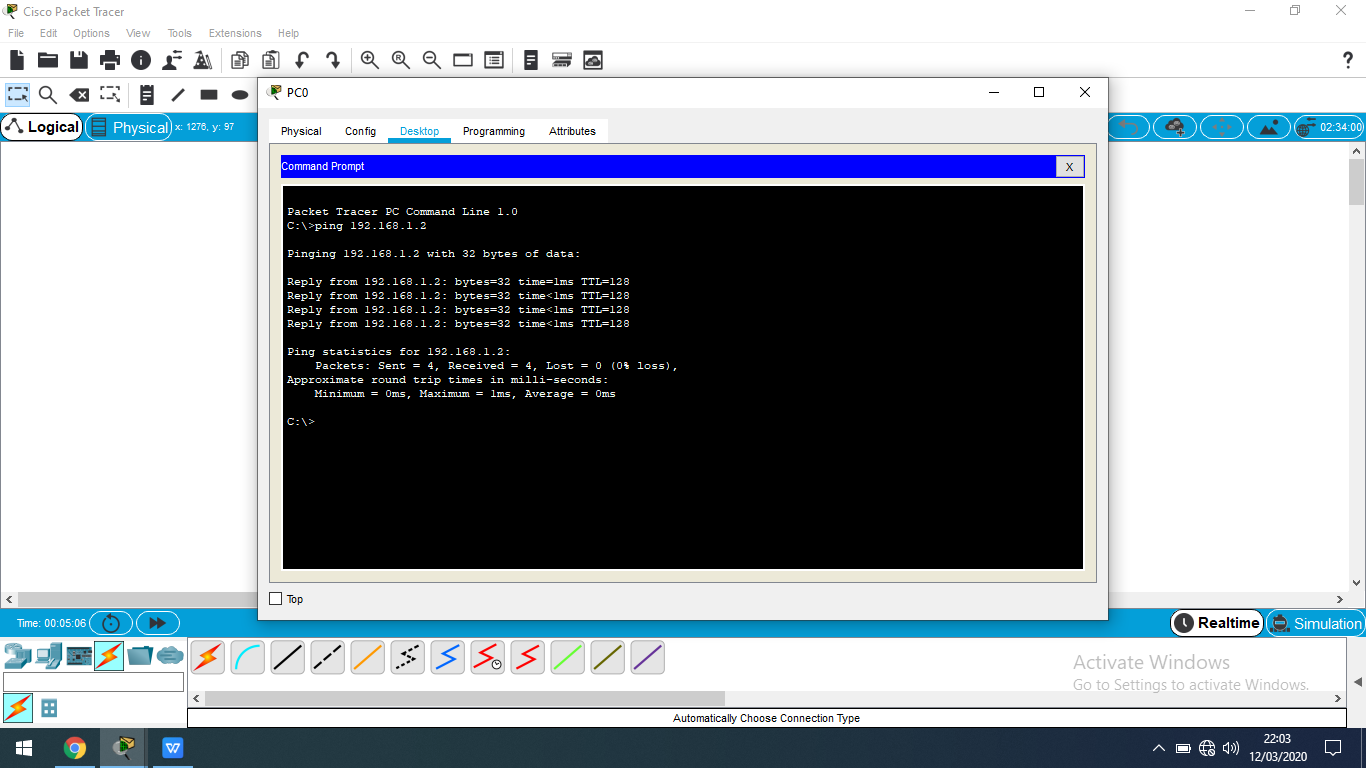 Cisco Packet Tracer
File Edit Options View Tools Extensions Help
PC0
Logical Physical x: 1276, y: 97
02:34:00
Physical Config Desktop Programming Attributes
Command Prompt X
Packet Tracer PC Command Line 1.0
C:\>ping 192.168.1.2
Pinging 192.168.1.2 with 32 bytes of data:
Reply from 192.168.1.2: bytes=32 time=1ms TTL=128
Reply from 192.168.1.2: bytes=32 time<1ms TTL=128
Reply from 192.168.1.2: bytes=32 time<1ms TTL=128
Reply from 192.168.1.2: bytes=32 time<1ms TTL=128
Ping statistics for 192.168.1.2:
Packets: Sent = 4, Received = 4, Lost = 0 (0% loss),
Approximate round trip times in milli-seconds:
Minimum = 0ms, Maximum = 1ms, Average = 0ms
C:\>
Top
Time: 00:05:06
Realtime Simulation
Activate Windows
Go to Settings to activate Windows.
Automatically Choose Connection Type
22:03
12/03/2020